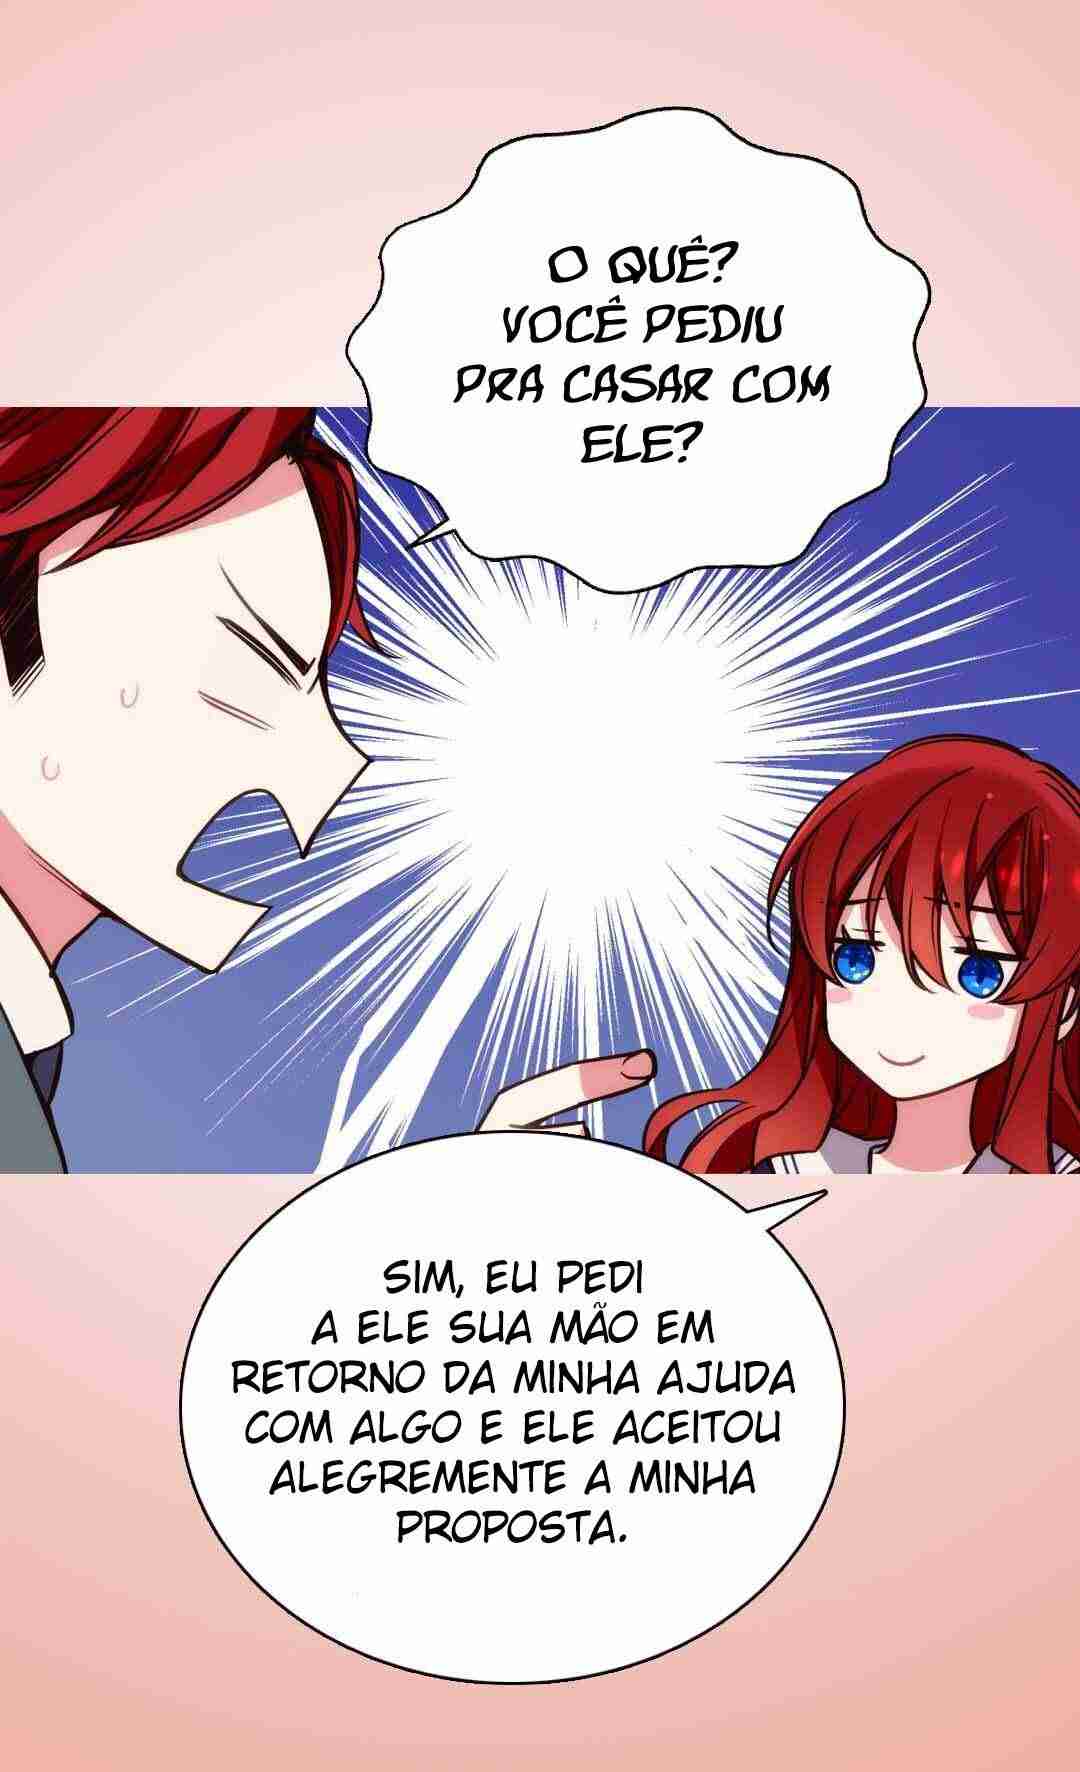 O QUÊ?
VOCÊ PEDIU
PRA CASAR COM
ELE?
SIM, EU PEDI
A ELE SUA MÃO EM
RETORNO DA MINHA AJUDA
COM ALGO E ELE ACEITOU
ALEGREMENTE A MINHA
PROPOSTA.